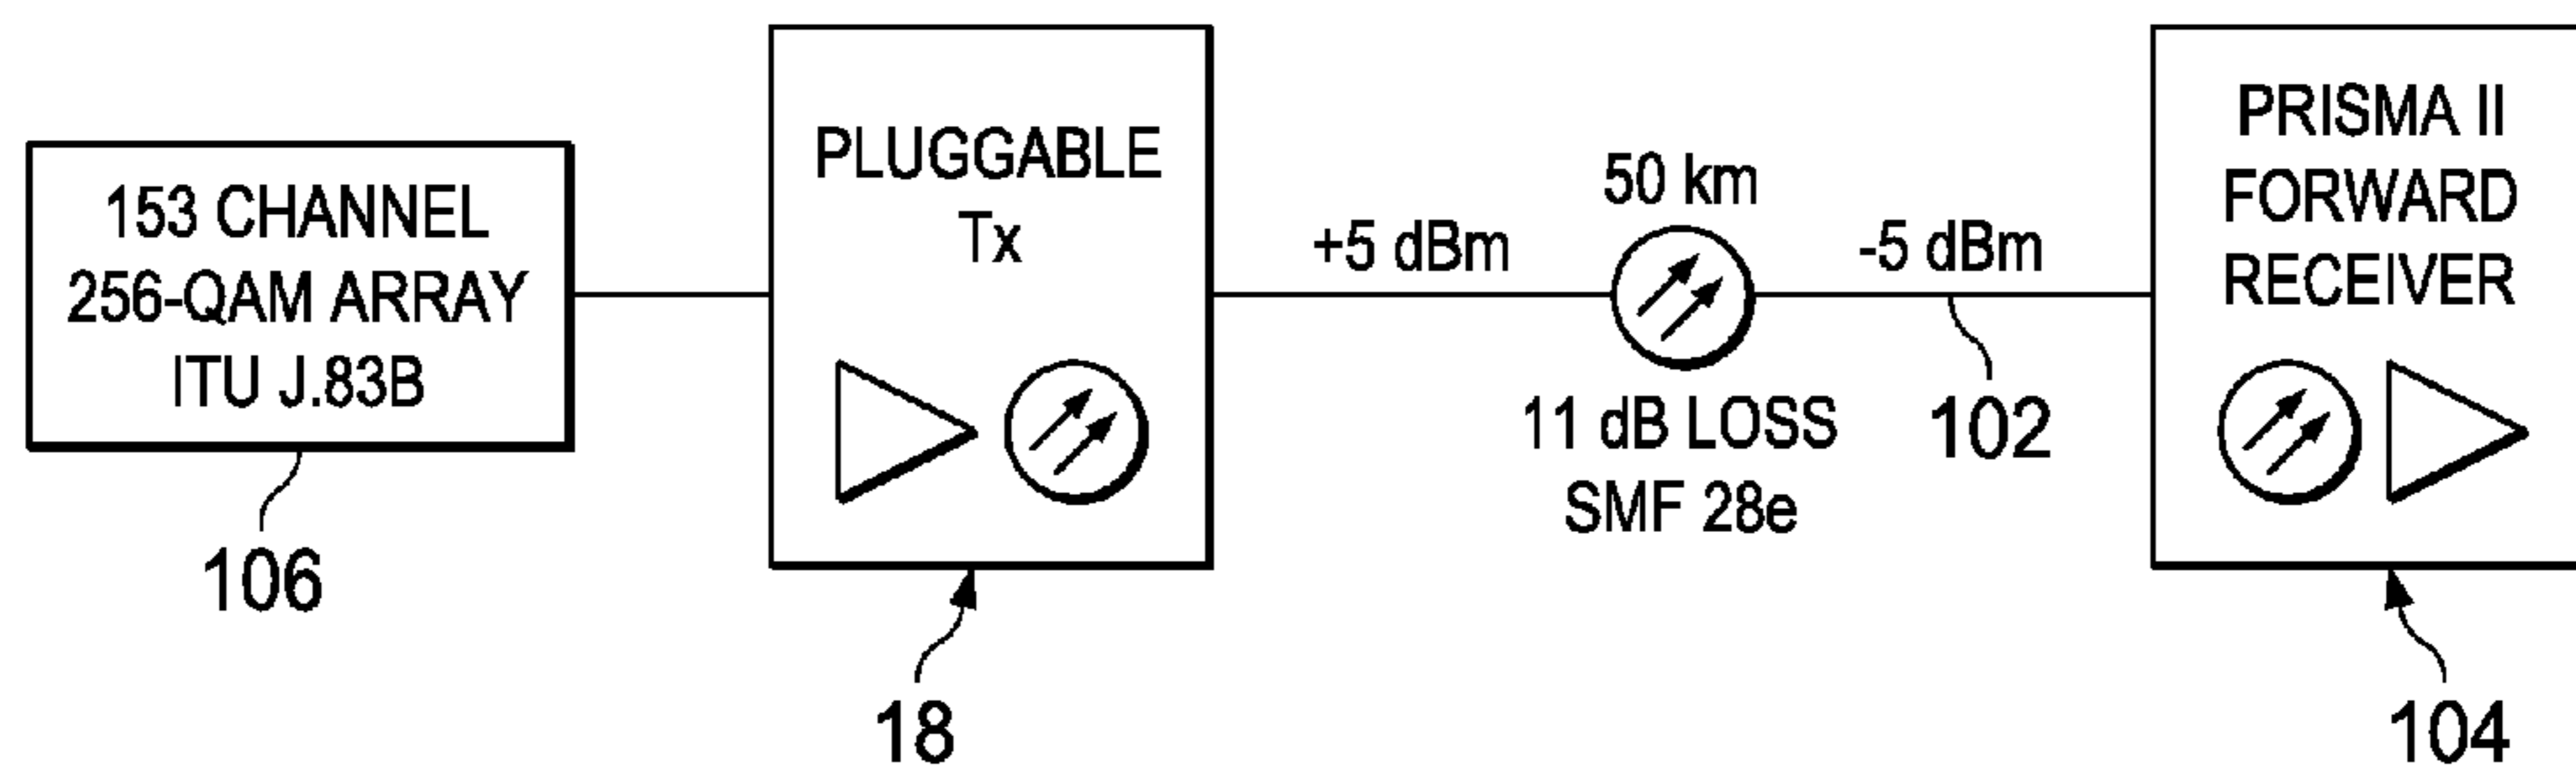 153 CHANNEL
256-QAM ARRAY
ITU J.83B
106
PLUGGABLE
Tx
18
+5 dBm
50 km
11 dB LOSS
SMF 28e
-5 dBm
102
PRISMA II
FORWARD
RECEIVER
104